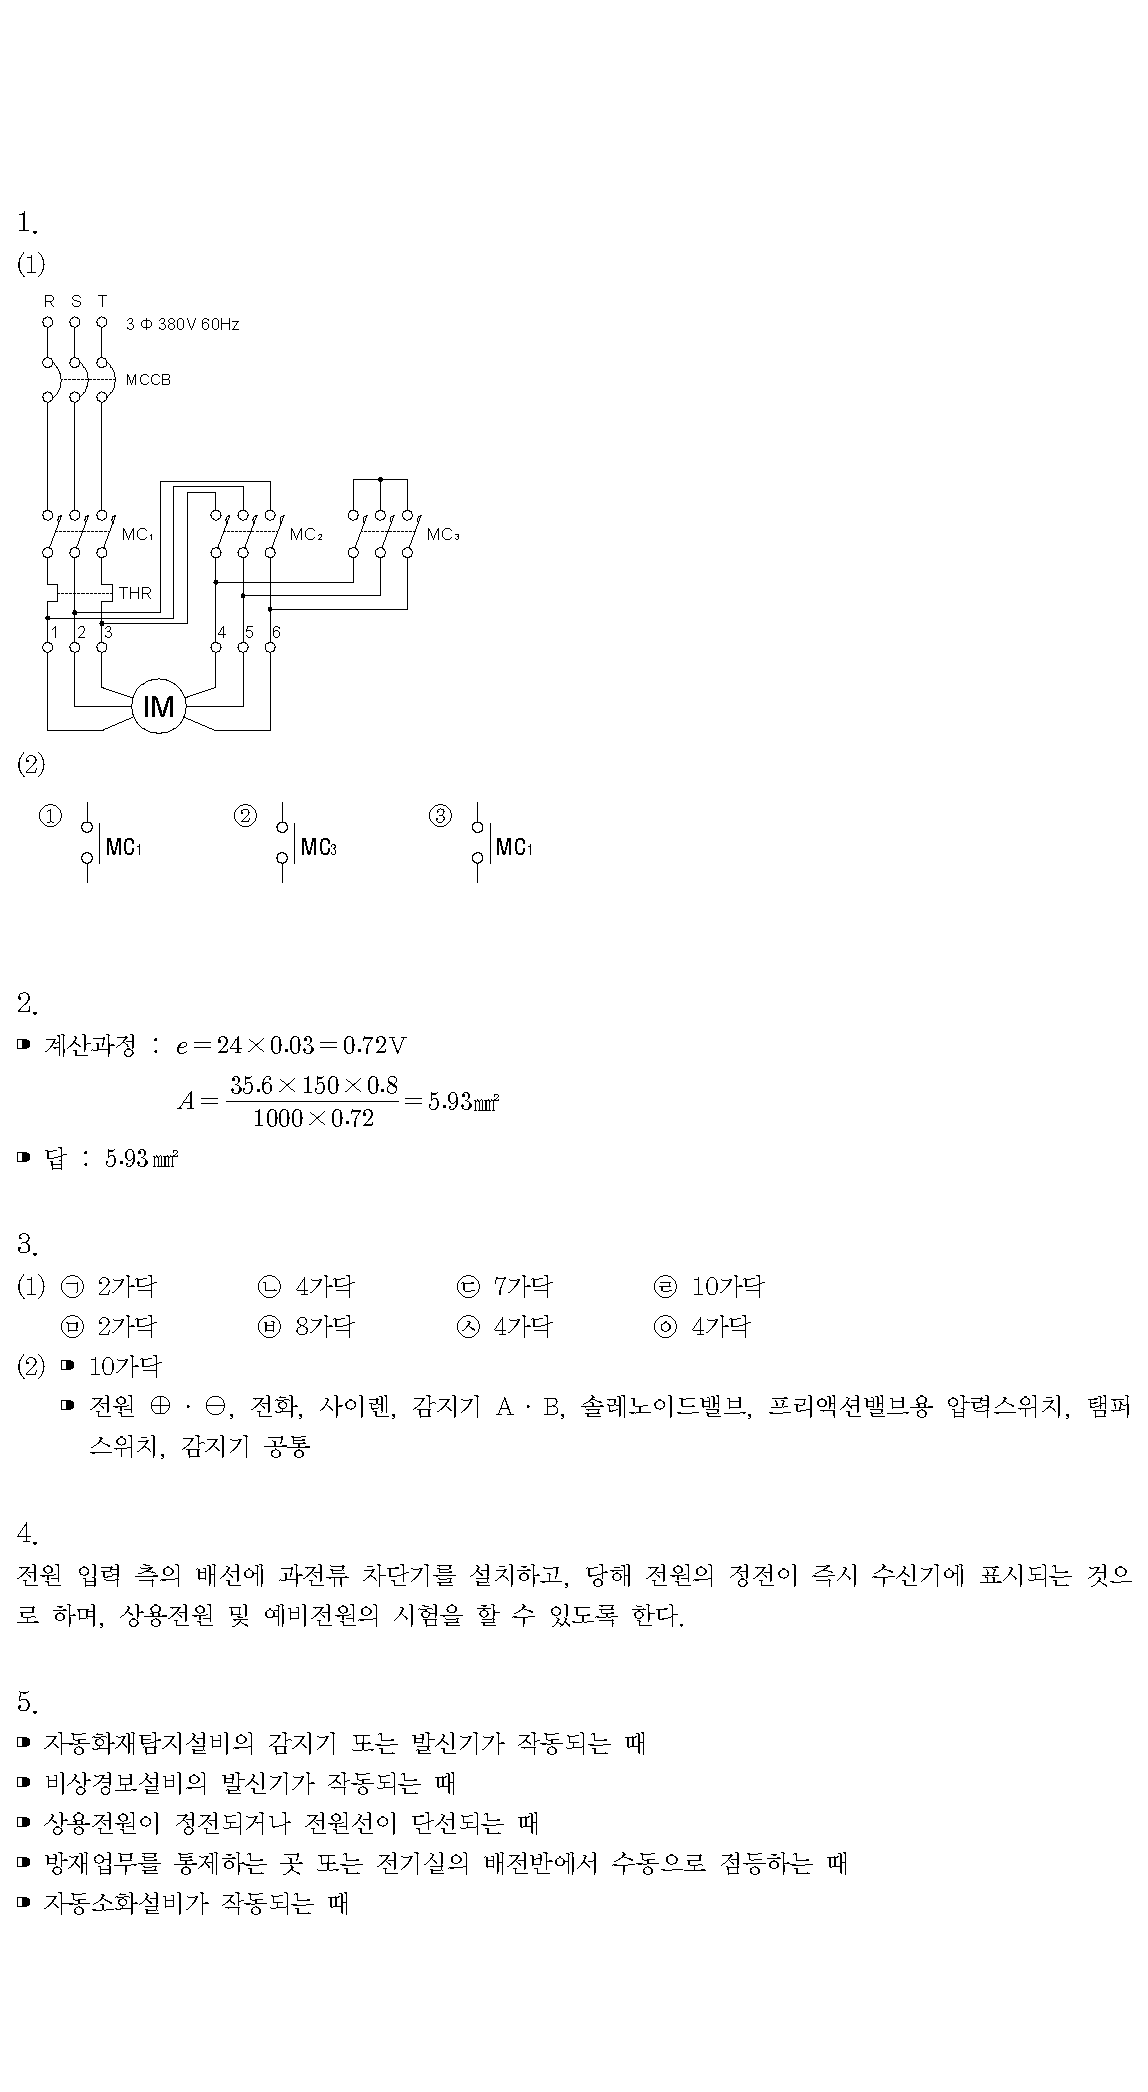 1.
(1)
R S T
3 Φ 380V 60Hz
MCCB
MC₁ MC₂ MC₃
THR
1 2 3 4 5 6
IM
(2)
① MC₁ ② MC₃ ③ MC₁
2.
➠ 계산과정 : e = 24 × 0.03 = 0.72V
A = (35.6 × 150 × 0.8) / (1000 × 0.72) = 5.93㎟
➠ 답 : 5.93㎟
3.
(1) ㉠ 2가닥 ㉡ 4가닥 ㉢ 7가닥 ㉣ 10가닥
㉤ 2가닥 ㉥ 8가닥 ㉦ 4가닥 ㉧ 4가닥
(2) ➠ 10가닥
➠ 전원 ⊕ · ⊖, 전화, 사이렌, 감지기 A · B, 솔레노이드밸브, 프리액션밸브용 압력스위치, 탬퍼
스위치, 감지기 공통
4.
전원 입력 측의 배선에 과전류 차단기를 설치하고, 당해 전원의 정전이 즉시 수신기에 표시되는 것으
로 하며, 상용전원 및 예비전원의 시험을 할 수 있도록 한다.
5.
➠ 자동화재탐지설비의 감지기 또는 발신기가 작동되는 때
➠ 비상경보설비의 발신기가 작동되는 때
➠ 상용전원이 정전되거나 전원선이 단선되는 때
➠ 방재업무를 통제하는 곳 또는 전기실의 배전반에서 수동으로 점등하는 때
➠ 자동소화설비가 작동되는 때